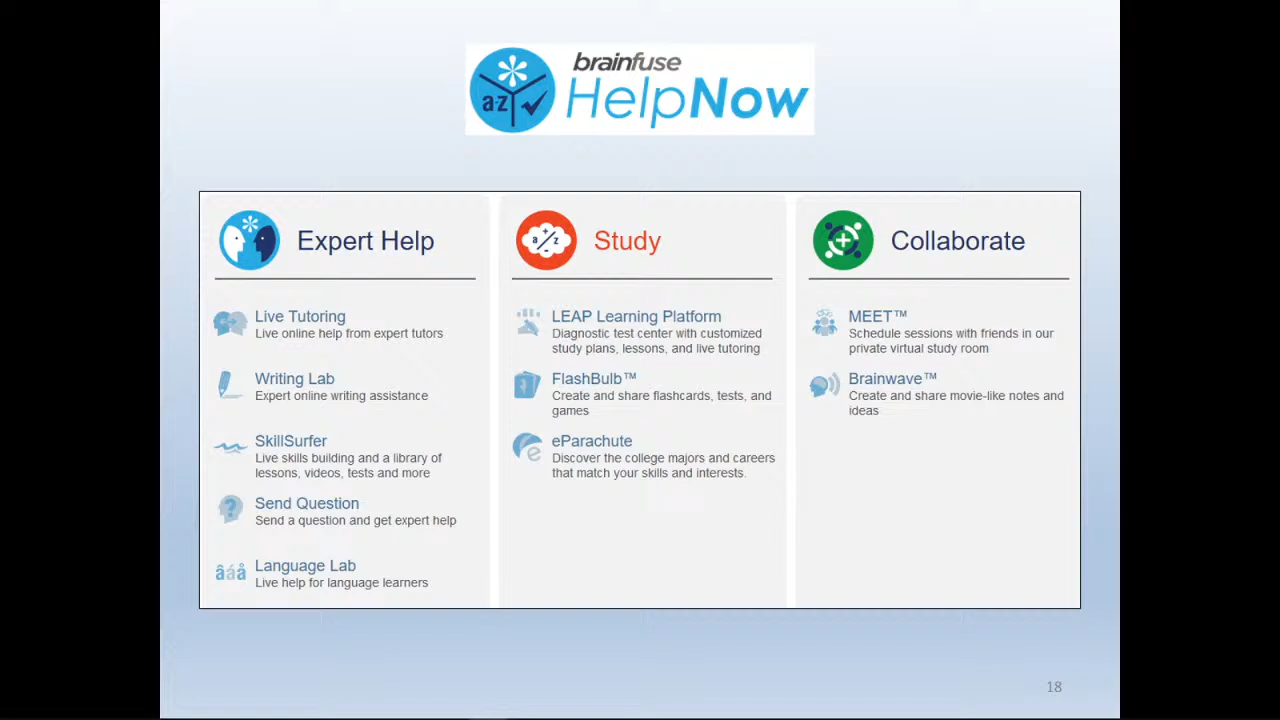 brainfuse
HelpNow
a-z
Expert Help
Live Tutoring
Live online help from expert tutors
Writing Lab
Expert online writing assistance
SkillSurfer
Live skills building and a library of
lessons, videos, tests and more
Send Question
Send a question and get expert help
âáå
Language Lab
Live help for language learners
a + - z
Study
LEAP Learning Platform
Diagnostic test center with customized
study plans, lessons, and live tutoring
FlashBulb™
Create and share flashcards, tests, and
games
eParachute
Discover the college majors and careers
that match your skills and interests.
Collaborate
MEET™
Schedule sessions with friends in our
private virtual study room
Brainwave™
Create and share movie-like notes and
ideas
18